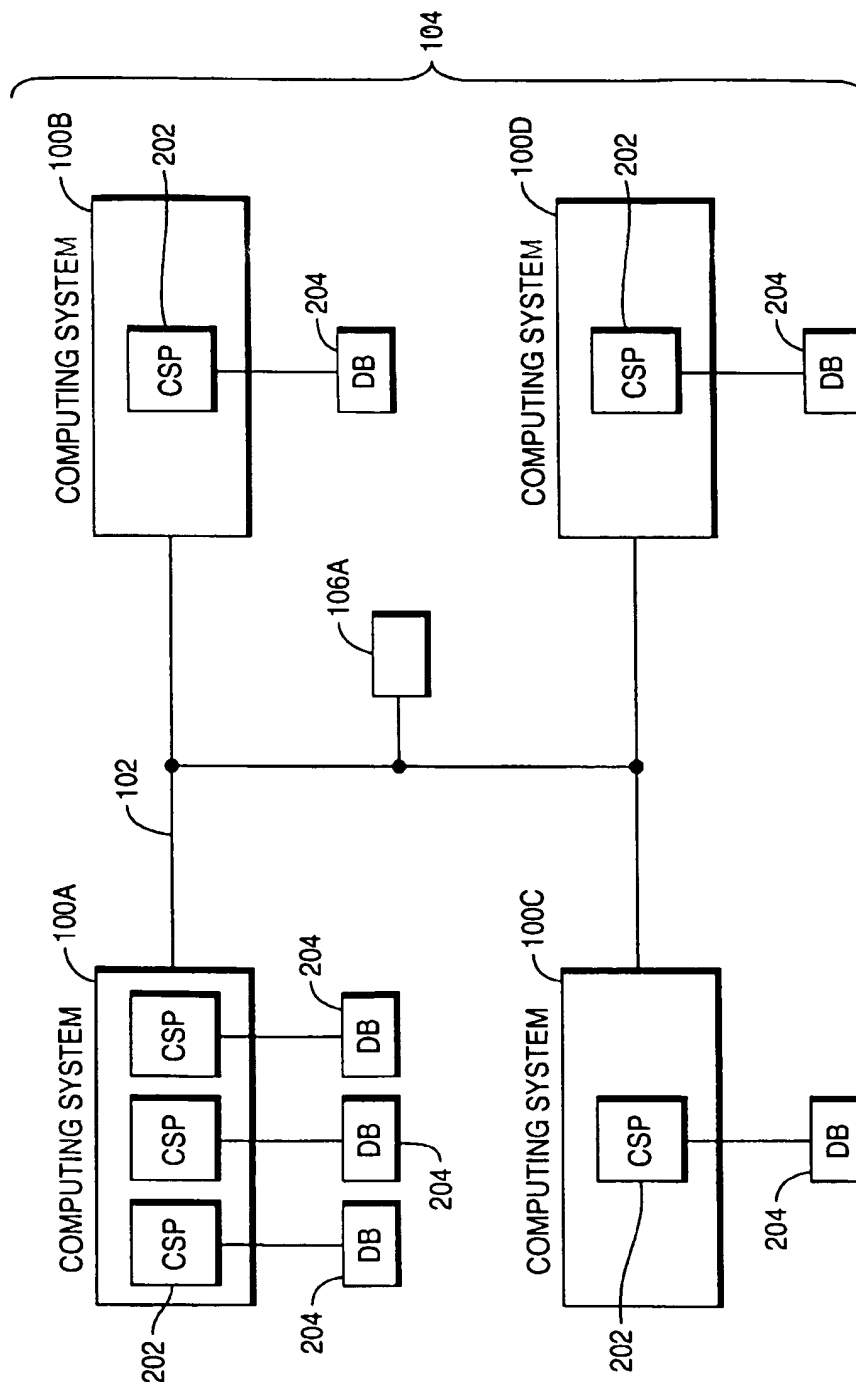 104
COMPUTING SYSTEM
100A
CSP
CSP
CSP
202
DB
DB
DB
204
204
204
102
COMPUTING SYSTEM
100B
CSP
202
DB
204
106A
COMPUTING SYSTEM
100C
CSP
202
DB
204
COMPUTING SYSTEM
100D
CSP
202
DB
204